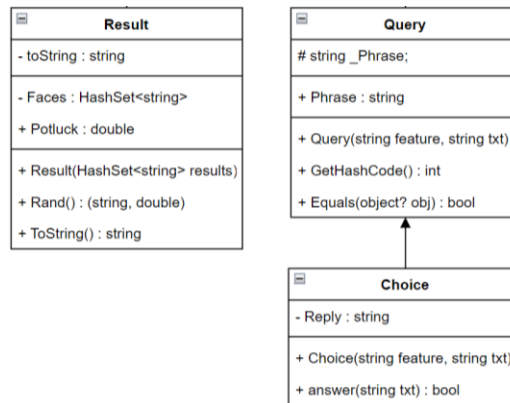 Result
- toString : string
- Faces : HashSet<string>
+ Potluck : double
+ Result(HashSet<string> results)
+ Rand() : (string, double)
+ ToString() : string
Query
# string _Phrase;
+ Phrase : string
+ Query(string feature, string txt)
+ GetHashCode() : int
+ Equals(object? obj) : bool
Choice
- Reply : string
+ Choice(string feature, string txt)
+ answer(string txt) : bool